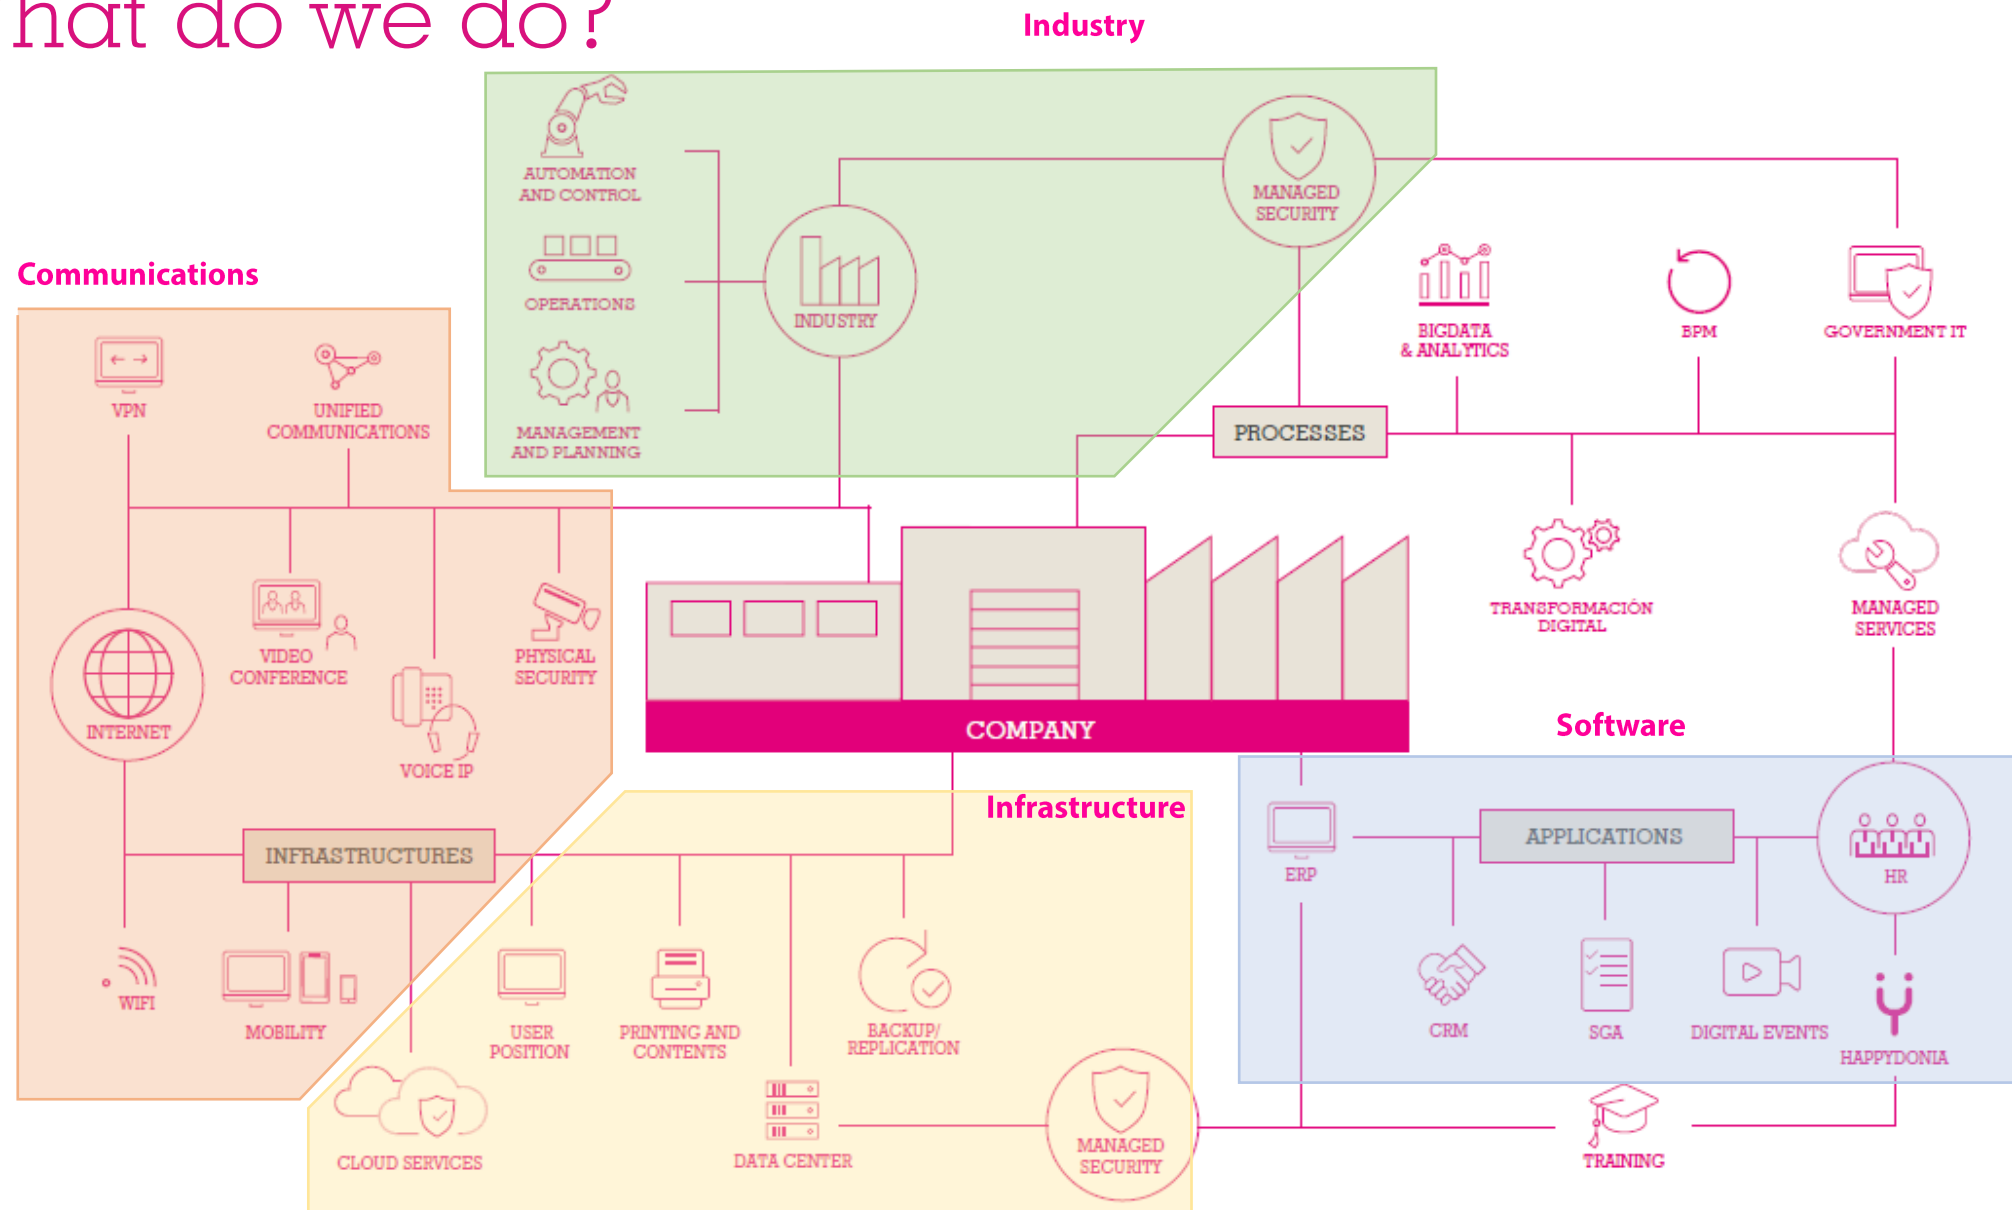 hat do we do?
Industry
AUTOMATION
AND CONTROL
OPERATIONS
MANAGEMENT
AND PLANNING
INDUSTRY
MANAGED
SECURITY
BIGDATA
& ANALYTICS
BPM
GOVERNMENT IT
PROCESSES
TRANSFORMACIÓN
DIGITAL
MANAGED
SERVICES
Communications
VPN
UNIFIED
COMMUNICATIONS
INTERNET
VIDEO
CONFERENCE
VOICE IP
PHYSICAL
SECURITY
INFRASTRUCTURES
WIFI
MOBILITY
COMPANY
Infrastructure
USER
POSITION
PRINTING AND
CONTENTS
BACKUP/
REPLICATION
CLOUD SERVICES
DATA CENTER
MANAGED
SECURITY
Software
ERP
APPLICATIONS
HR
CRM
SGA
DIGITAL EVENTS
HAPPYDONIA
TRAINING